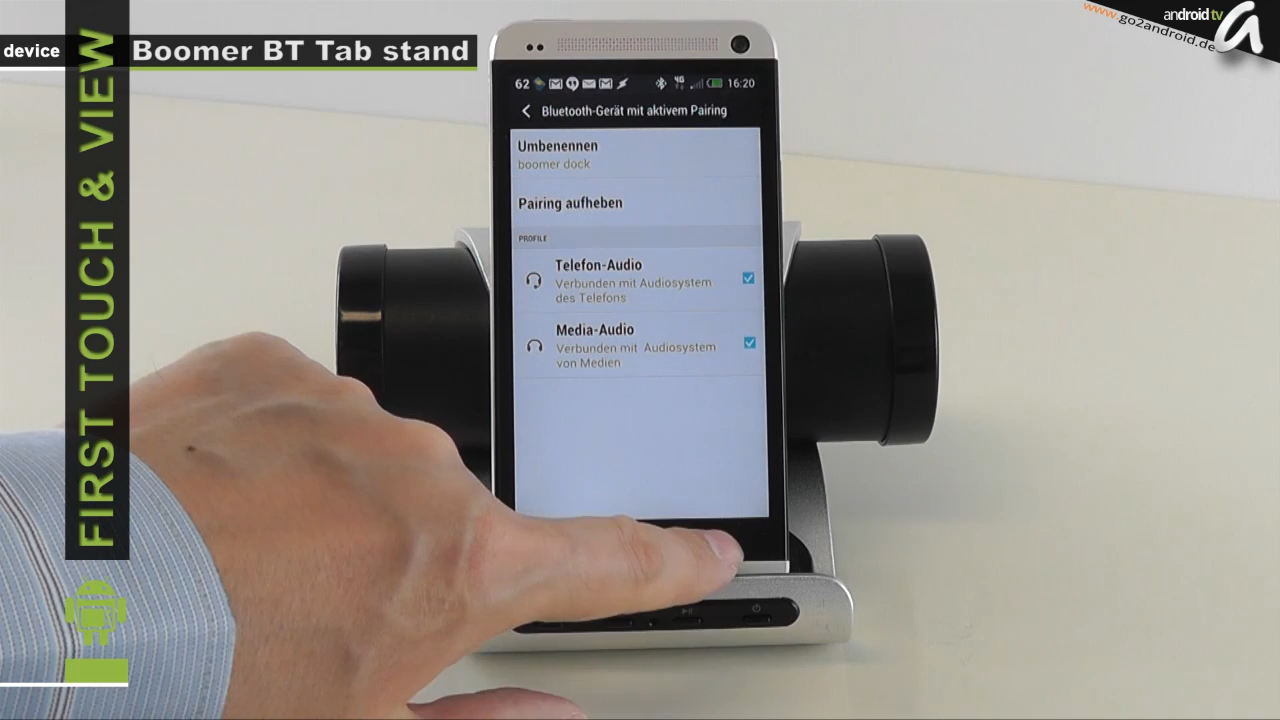 device
Boomer BT Tab stand
FIRST TOUCH & VIEW
www.go2android.de
android tv
62
4G
16:20
Bluetooth-Gerät mit aktivem Pairing
Umbenennen
boomer dock
Pairing aufheben
PROFILE
Telefon-Audio
Verbunden mit Audiosystem
des Telefons
Media-Audio
Verbunden mit Audiosystem
von Medien